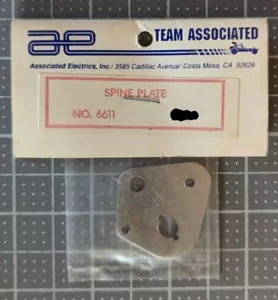 ae TEAM ASSOCIATED
Associated Electrics, Inc./ 3585 Cadillac Avenue/ Costa Mesa, CA 92626
SPINE PLATE
NO. 6611